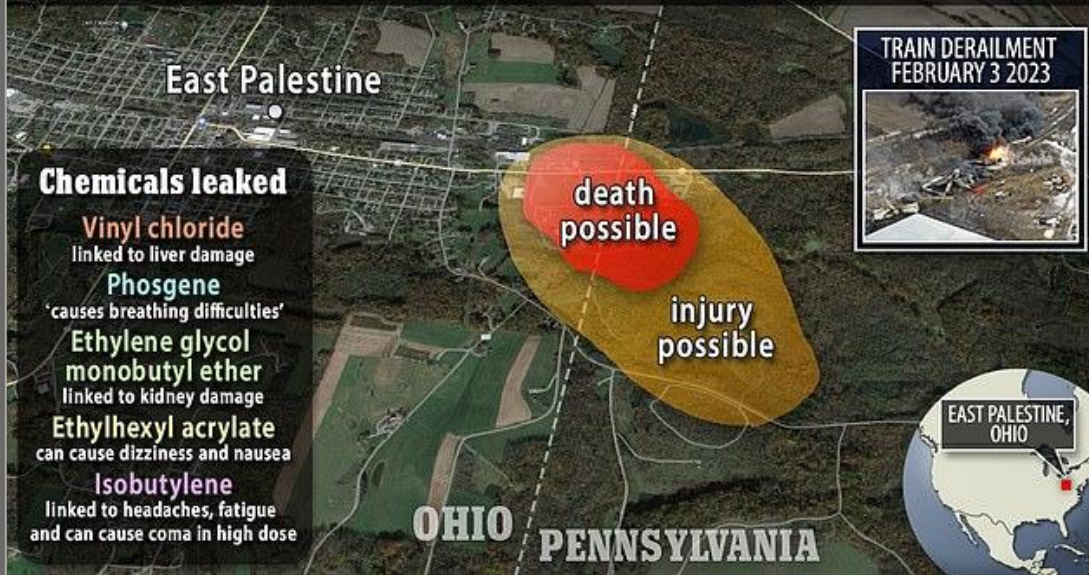 East Palestine
TRAIN DERAILMENT
FEBRUARY 3 2023
Chemicals leaked
Vinyl chloride
linked to liver damage
Phosgene
'causes breathing difficulties'
Ethylene glycol
monobutyl ether
linked to kidney damage
Ethylhexyl acrylate
can cause dizziness and nausea
Isobutylene
linked to headaches, fatigue
and can cause coma in high dose
death
possible
injury
possible
EAST PALESTINE,
OHIO
OHIO
PENNSYLVANIA